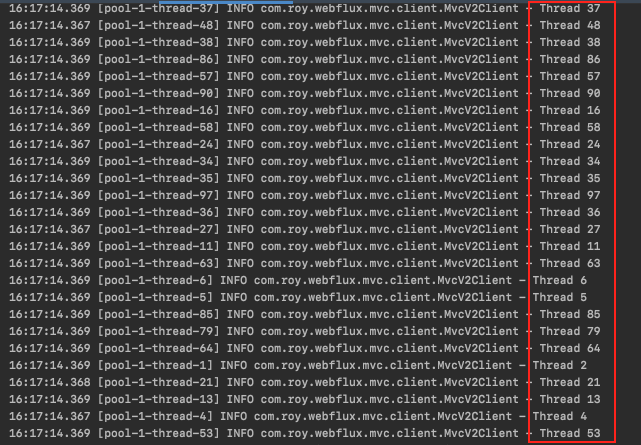 16:17:14.369 [pool-1-thread-37] INFO com.roy.webflux.mvc.client.MvcV2Client - Thread 37
16:17:14.369 [pool-1-thread-48] INFO com.roy.webflux.mvc.client.MvcV2Client - Thread 48
16:17:14.369 [pool-1-thread-38] INFO com.roy.webflux.mvc.client.MvcV2Client - Thread 38
16:17:14.369 [pool-1-thread-86] INFO com.roy.webflux.mvc.client.MvcV2Client - Thread 86
16:17:14.369 [pool-1-thread-57] INFO com.roy.webflux.mvc.client.MvcV2Client - Thread 57
16:17:14.369 [pool-1-thread-90] INFO com.roy.webflux.mvc.client.MvcV2Client - Thread 90
16:17:14.369 [pool-1-thread-16] INFO com.roy.webflux.mvc.client.MvcV2Client - Thread 16
16:17:14.369 [pool-1-thread-58] INFO com.roy.webflux.mvc.client.MvcV2Client - Thread 58
16:17:14.367 [pool-1-thread-24] INFO com.roy.webflux.mvc.client.MvcV2Client - Thread 24
16:17:14.369 [pool-1-thread-34] INFO com.roy.webflux.mvc.client.MvcV2Client - Thread 34
16:17:14.369 [pool-1-thread-35] INFO com.roy.webflux.mvc.client.MvcV2Client - Thread 35
16:17:14.369 [pool-1-thread-97] INFO com.roy.webflux.mvc.client.MvcV2Client - Thread 97
16:17:14.369 [pool-1-thread-36] INFO com.roy.webflux.mvc.client.MvcV2Client - Thread 36
16:17:14.367 [pool-1-thread-27] INFO com.roy.webflux.mvc.client.MvcV2Client - Thread 27
16:17:14.369 [pool-1-thread-11] INFO com.roy.webflux.mvc.client.MvcV2Client - Thread 11
16:17:14.369 [pool-1-thread-63] INFO com.roy.webflux.mvc.client.MvcV2Client - Thread 63
16:17:14.369 [pool-1-thread-6] INFO com.roy.webflux.mvc.client.MvcV2Client - Thread 6
16:17:14.369 [pool-1-thread-5] INFO com.roy.webflux.mvc.client.MvcV2Client - Thread 5
16:17:14.369 [pool-1-thread-85] INFO com.roy.webflux.mvc.client.MvcV2Client - Thread 85
16:17:14.369 [pool-1-thread-79] INFO com.roy.webflux.mvc.client.MvcV2Client - Thread 79
16:17:14.369 [pool-1-thread-64] INFO com.roy.webflux.mvc.client.MvcV2Client - Thread 64
16:17:14.369 [pool-1-thread-1] INFO com.roy.webflux.mvc.client.MvcV2Client - Thread 2
16:17:14.368 [pool-1-thread-21] INFO com.roy.webflux.mvc.client.MvcV2Client - Thread 21
16:17:14.369 [pool-1-thread-13] INFO com.roy.webflux.mvc.client.MvcV2Client - Thread 13
16:17:14.367 [pool-1-thread-4] INFO com.roy.webflux.mvc.client.MvcV2Client - Thread 4
16:17:14.369 [pool-1-thread-53] INFO com.roy.webflux.mvc.client.MvcV2Client - Thread 53